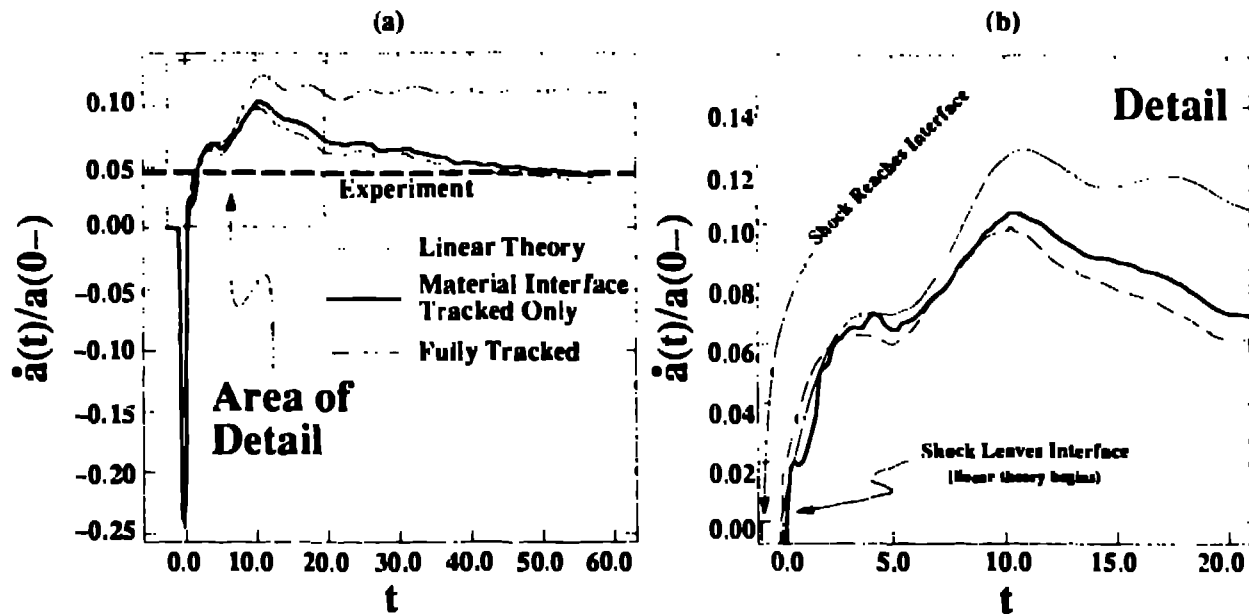 (a)
0.10
0.05
0.00
−0.05
−0.10
−0.15
−0.20
−0.25
ȧ(t)/a(0−)
Experiment
Linear Theory
Material Interface
Tracked Only
Fully Tracked
Area of
Detail
0.0
10.0
20.0
30.0
40.0
50.0
60.0
t
(b)
Detail
0.14
0.12
0.10
0.08
0.06
0.04
0.02
0.00
ȧ(t)/a(0−)
Shock Reaches Interface
Shock Leaves Interface
(linear theory begins)
0.0
5.0
10.0
15.0
20.0
t